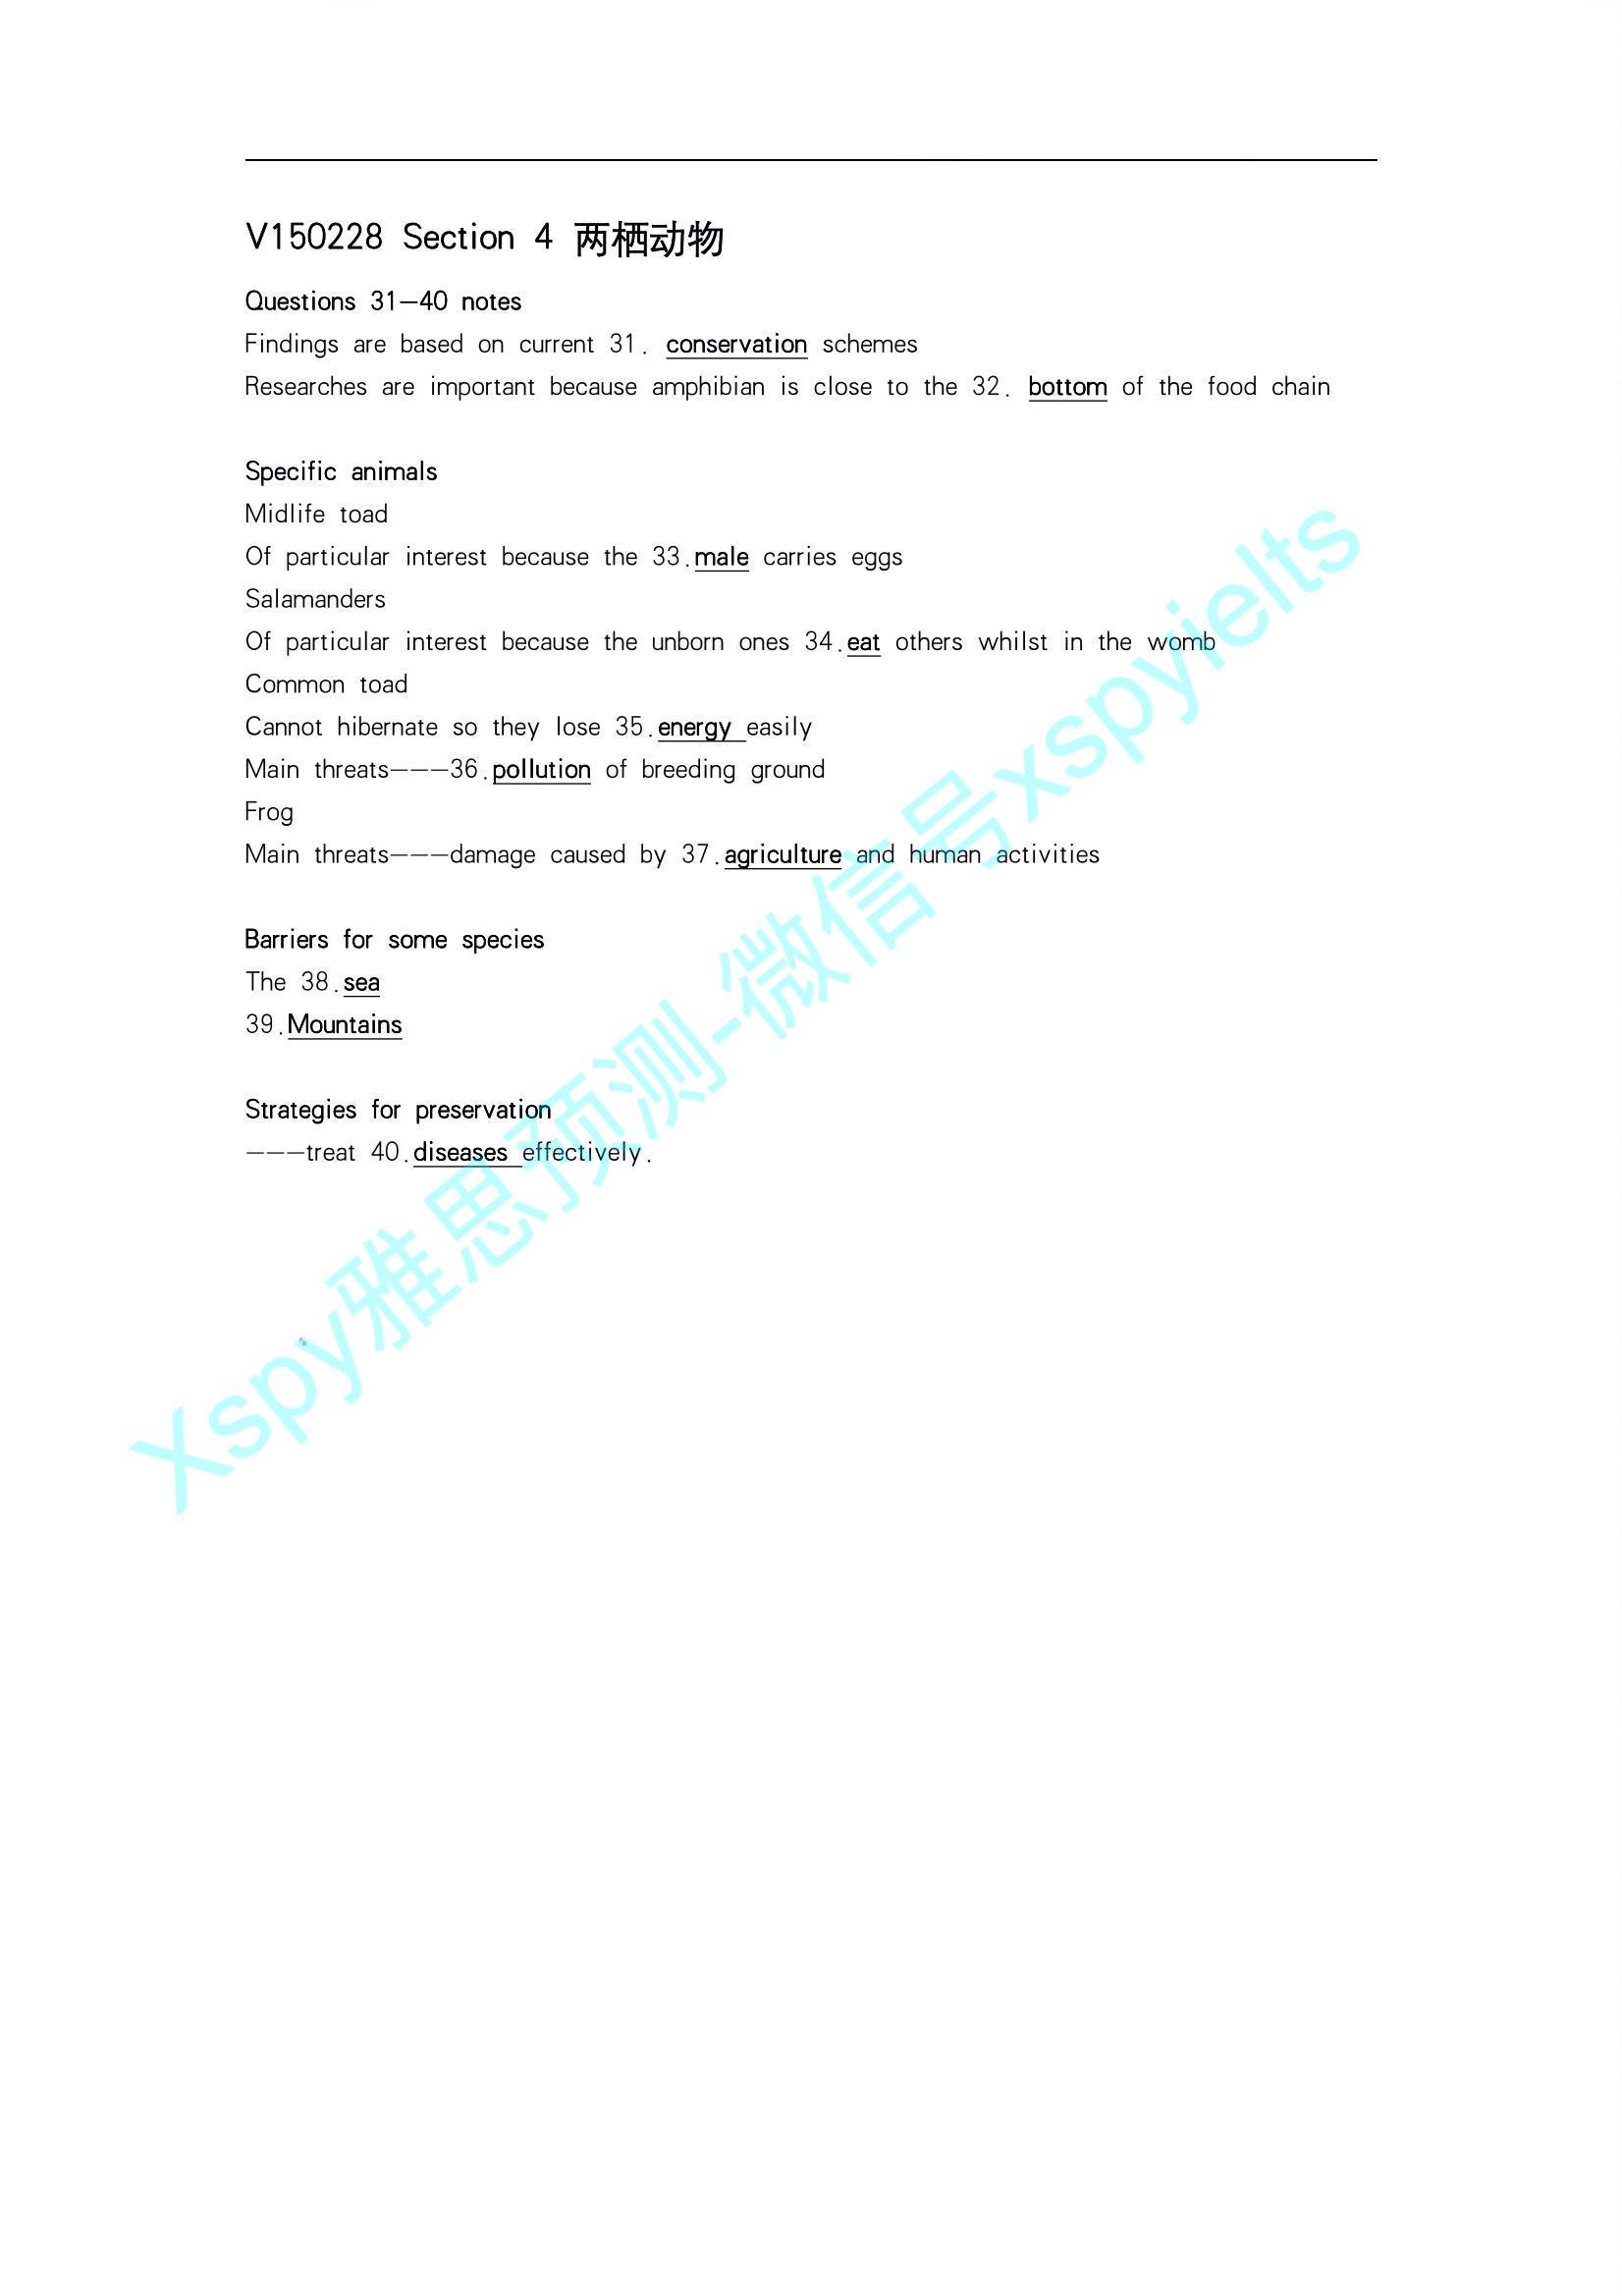 V150228 Section 4 两栖动物
Questions 31—40 notes
Findings are based on current 31. conservation schemes
Researches are important because amphibian is close to the 32. bottom of the food chain
Specific animals
Midlife toad
Of particular interest because the 33.male carries eggs
Salamanders
Of particular interest because the unborn ones 34.eat others whilst in the womb
Common toad
Cannot hibernate so they lose 35.energy easily
Main threats———36.pollution of breeding ground
Frog
Main threats———damage caused by 37.agriculture and human activities
Barriers for some species
The 38.sea
39.Mountains
Strategies for preservation
———treat 40.diseases effectively.
Xspy雅思预测-微信号xspyielts